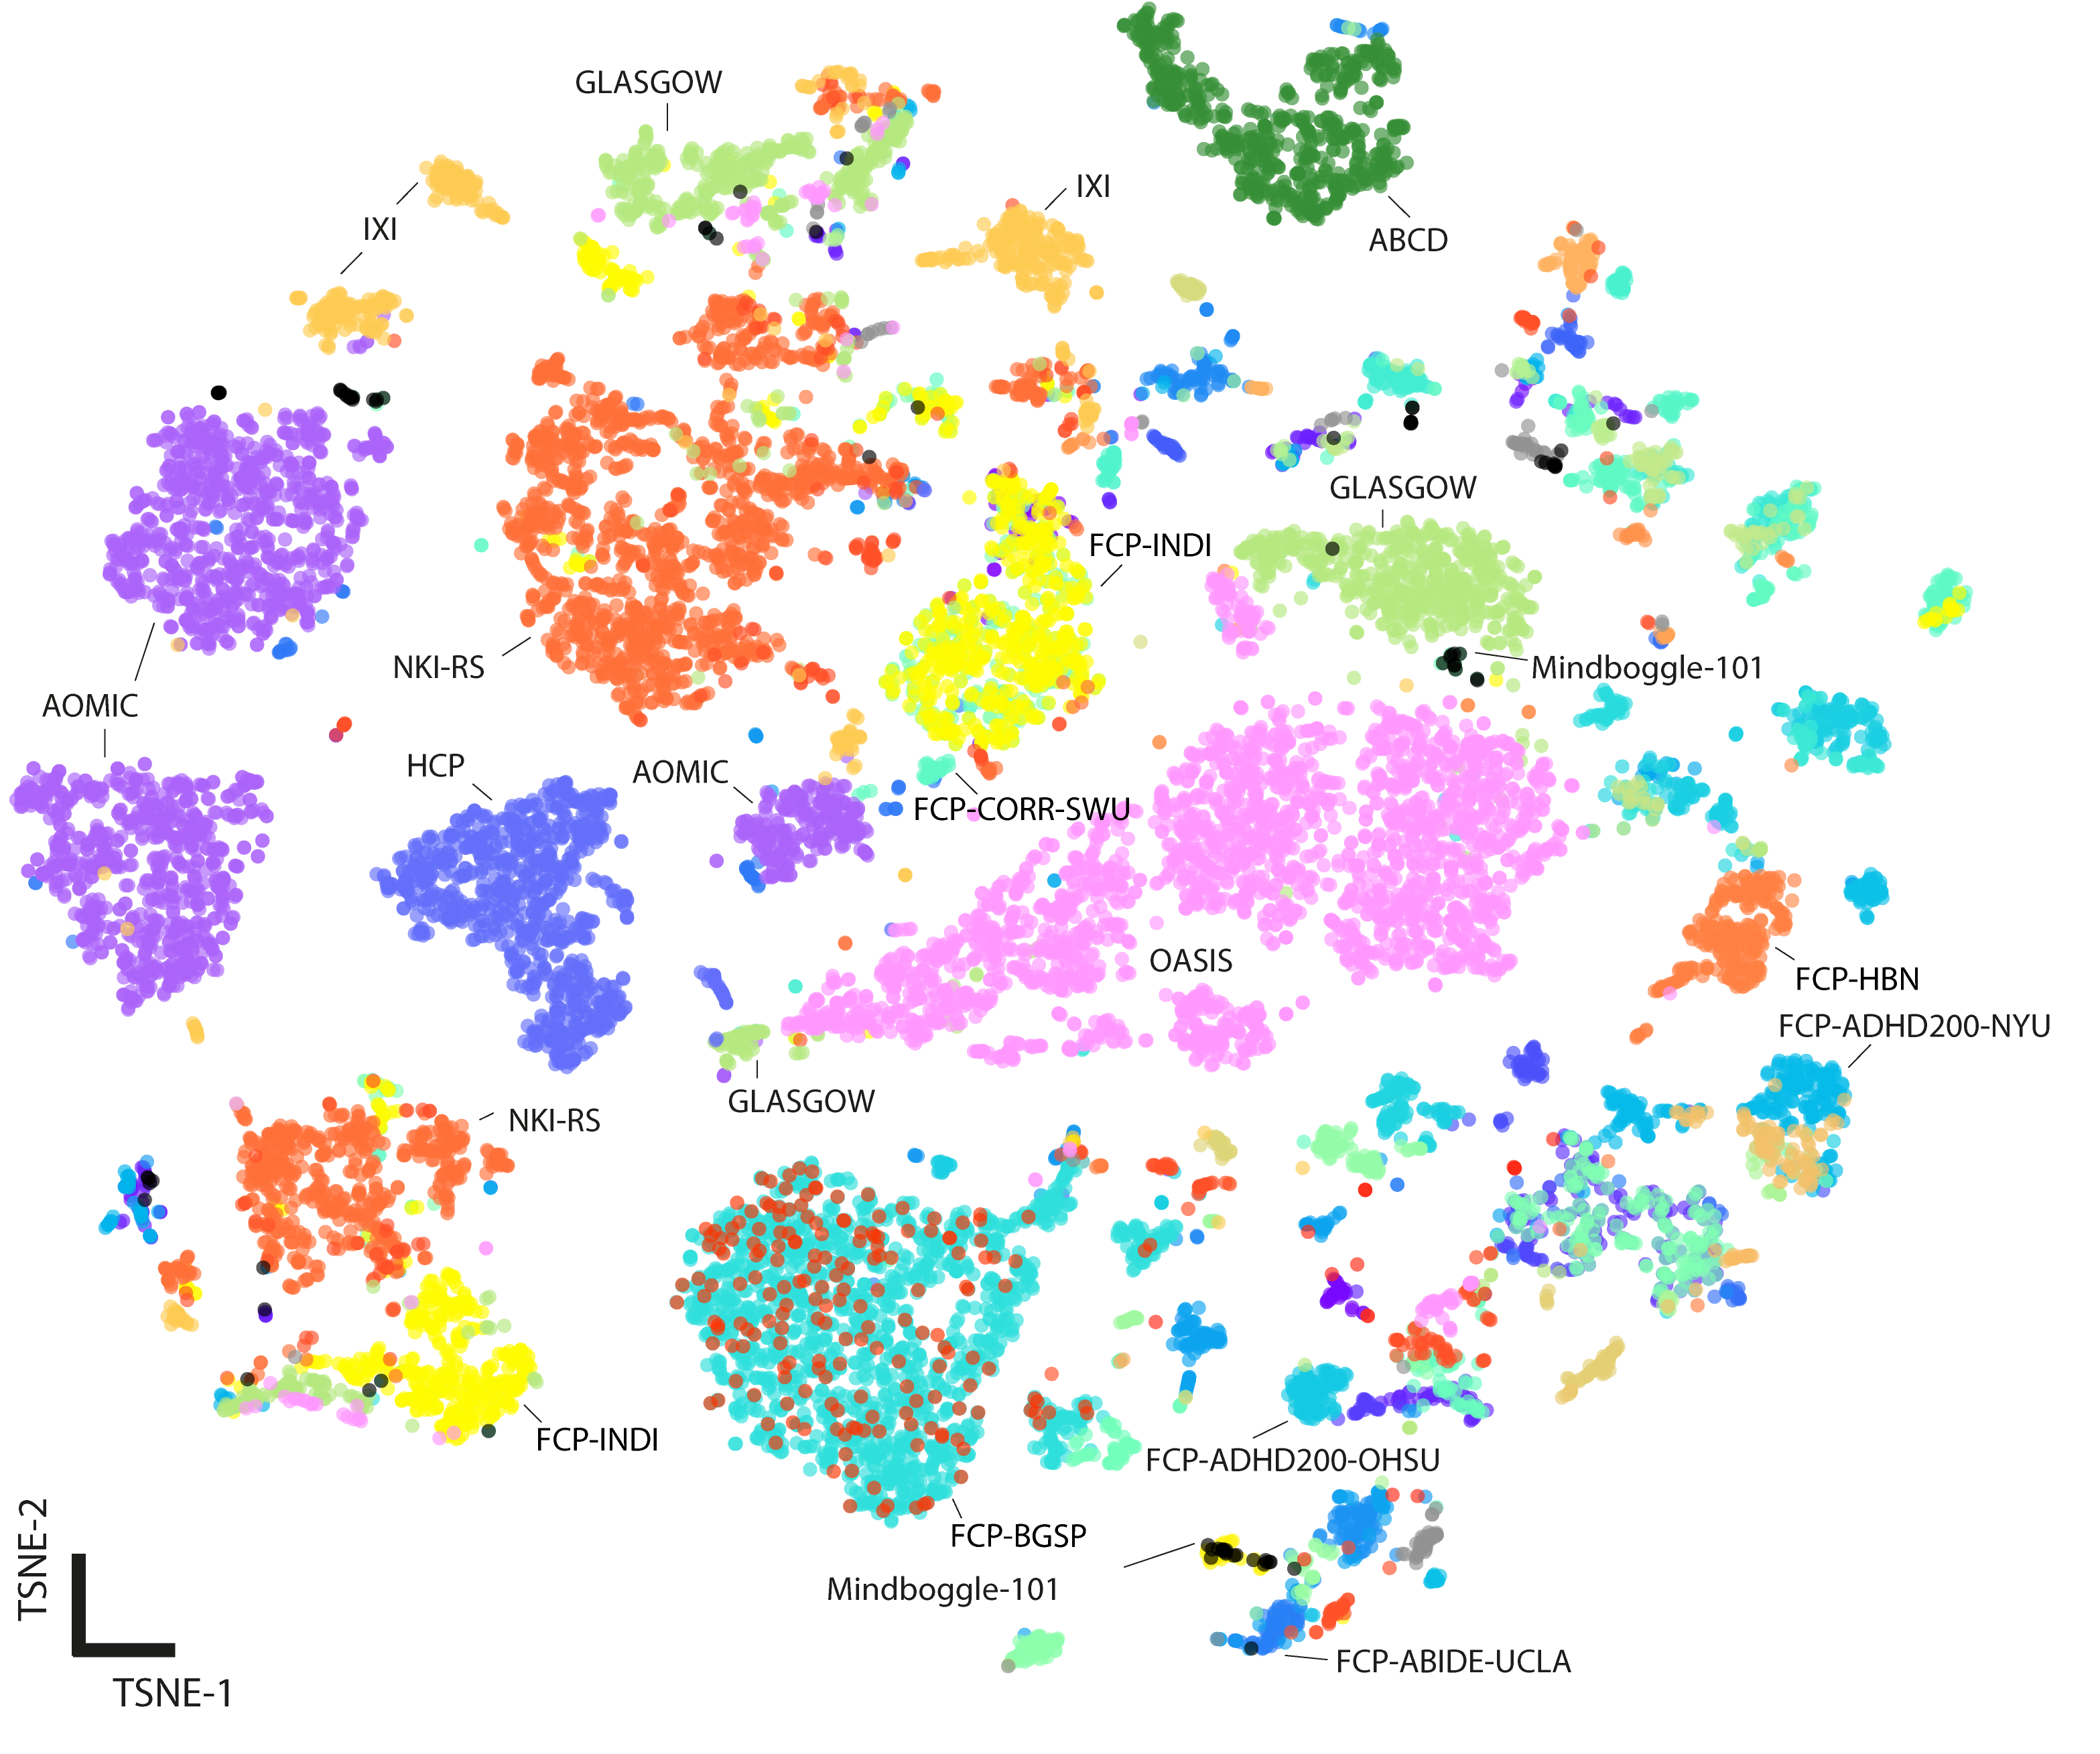 GLASGOW
IXI
IXI
ABCD
GLASGOW
FCP-INDI
NKI-RS
Mindboggle-101
AOMIC
HCP
AOMIC
FCP-CORR-SWU
OASIS
FCP-HBN
FCP-ADHD200-NYU
GLASGOW
NKI-RS
FCP-INDI
FCP-ADHD200-OHSU
FCP-BGSP
Mindboggle-101
FCP-ABIDE-UCLA
TSNE-2
TSNE-1